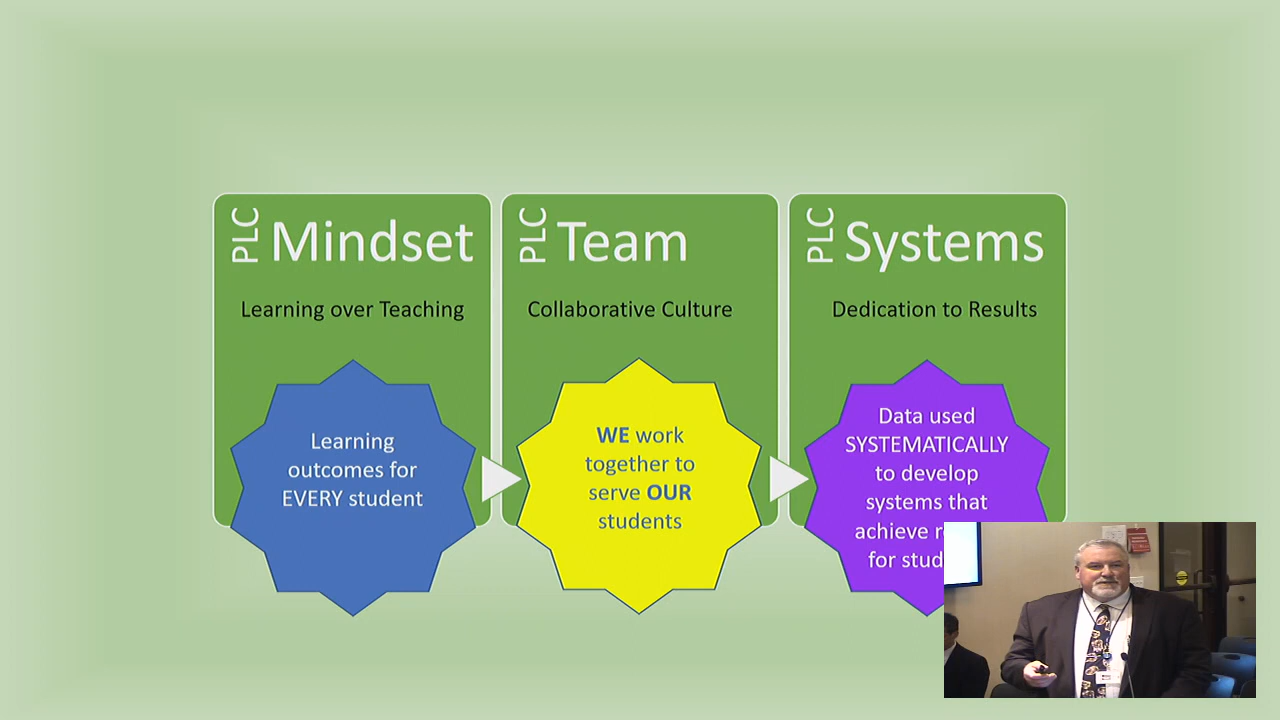 PLC Mindset
Learning over Teaching
Learning
outcomes for
EVERY student
PLC Team
Collaborative Culture
WE work
together to
serve OUR
students
PLC Systems
Dedication to Results
Data used
SYSTEMATICALLY
to develop
systems that
achieve
for